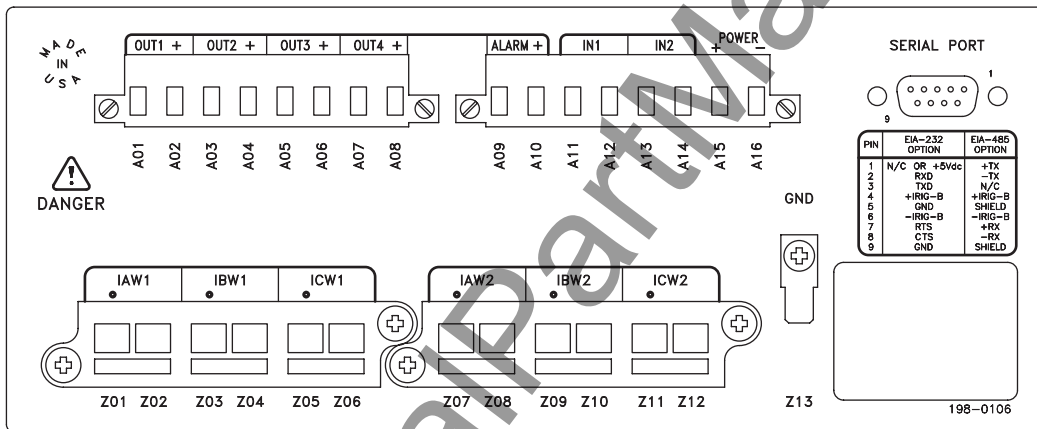 MADE
IN
USA
OUT1 + OUT2 + OUT3 + OUT4 +
ALARM + IN1 IN2 + POWER -
A01 A02 A03 A04 A05 A06 A07 A08
A09 A10 A11 A12 A13 A14 A15 A16
DANGER
SERIAL PORT
1
9
PIN EIA-232 OPTION EIA-485 OPTION
1 N/C OR +5Vdc +TX
2 RXD -TX
3 TXD N/C
4 +IRIG-B +IRIG-B
5 GND SHIELD
6 -IRIG-B -IRIG-B
7 RTS +RX
8 CTS -RX
9 GND SHIELD
GND
IAW1 IBW1 ICW1
IAW2 IBW2 ICW2
Z01 Z02 Z03 Z04 Z05 Z06
Z07 Z08 Z09 Z10 Z11 Z12
Z13
198-0106